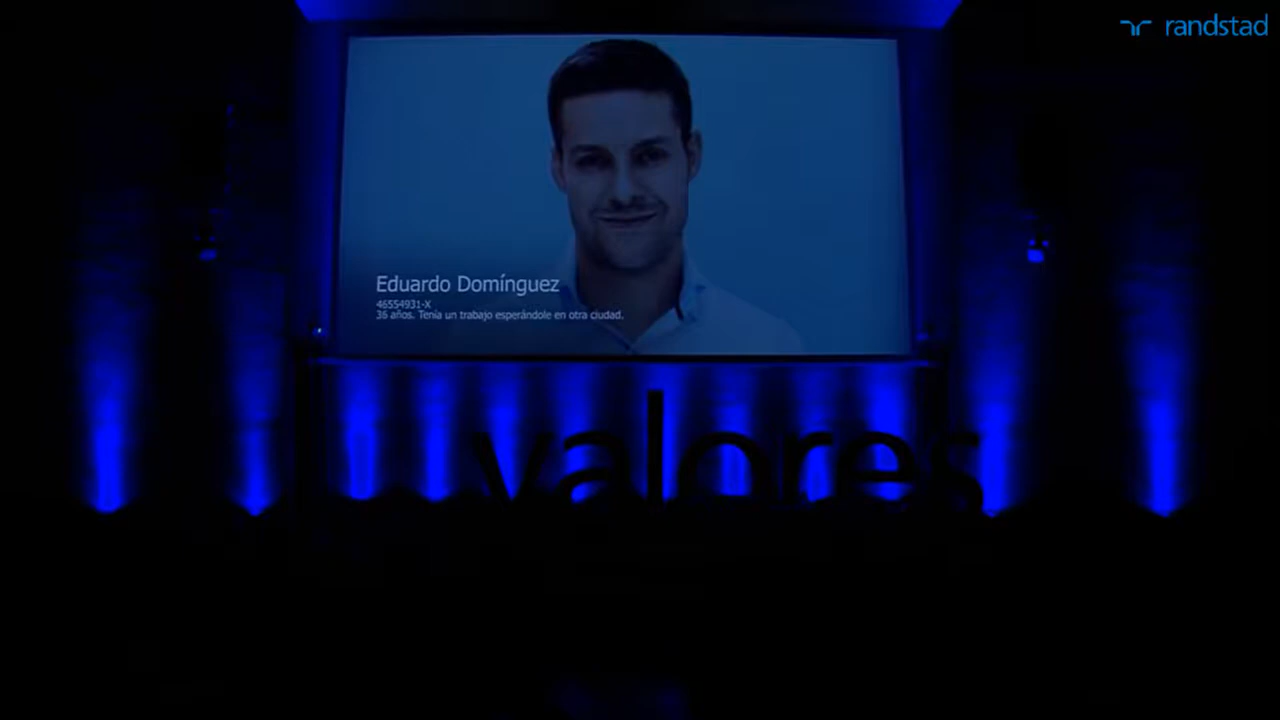 randstad
Eduardo Domínguez
46554931-X
36 años. Tenía un trabajo esperándole en otra ciudad.
valores